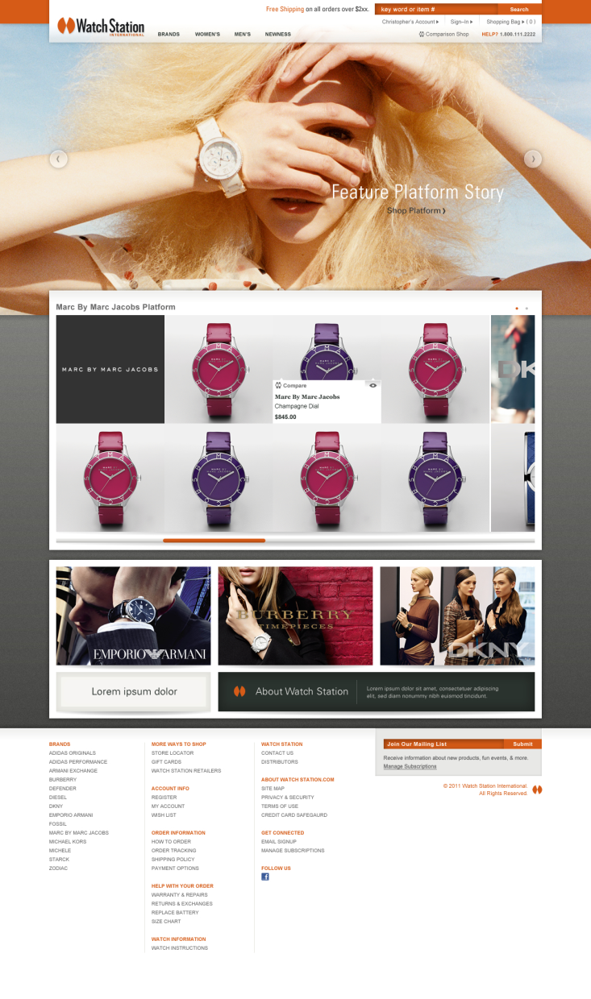 Free Shipping on all orders over $2xx.
key word or item #
Search
Christopher's Account
Sign-In
Shopping Bag ( 0 )
Watch Station
INTERNATIONAL
BRANDS
WOMEN'S
MEN'S
NEWNESS
Comparison Shop
HELP? 1.800.111.2222
Feature Platform Story
Shop Platform
Marc By Marc Jacobs Platform
MARC BY MARC JACOBS
DK
Compare
Marc By Marc Jacobs
Champagne Dial
$845.00
EMPORIO ARMANI
BURBERRY
TIMEPIECES
DKNY
Lorem ipsum dolor
About Watch Station
Lorem ipsum dolor sit amet, consectetuer adipiscing
elit, sed diam nonummy nibh euismod tincidunt.
BRANDS
ADIDAS ORIGINALS
ADIDAS PERFORMANCE
ARMANI EXCHANGE
BURBERRY
DEFENDER
DIESEL
DKNY
EMPORIO ARMANI
FOSSIL
MARC BY MARC JACOBS
MICHAEL KORS
MICHELE
STARCK
ZODIAC
MORE WAYS TO SHOP
STORE LOCATOR
GIFT CARDS
WATCH STATION RETAILERS
ACCOUNT INFO
REGISTER
MY ACCOUNT
WISH LIST
ORDER INFORMATION
HOW TO ORDER
ORDER TRACKING
SHIPPING POLICY
PAYMENT OPTIONS
HELP WITH YOUR ORDER
WARRANTY & REPAIRS
RETURNS & EXCHANGES
REPLACE BATTERY
SIZE CHART
WATCH INFORMATION
WATCH INSTRUCTIONS
WATCH STATION
CONTACT US
DISTRIBUTORS
ABOUT WATCH STATION.COM
SITE MAP
PRIVACY & SECURITY
TERMS OF USE
CREDIT CARD SAFEGAURD
GET CONNECTED
EMAIL SIGNUP
MANAGE SUBSCRIPTIONS
FOLLOW US
Join Our Mailing List
Submit
Receive information about new products, fun events, & more.
Manage Subscriptions
© 2011 Watch Station International.
All Rights Reserved.